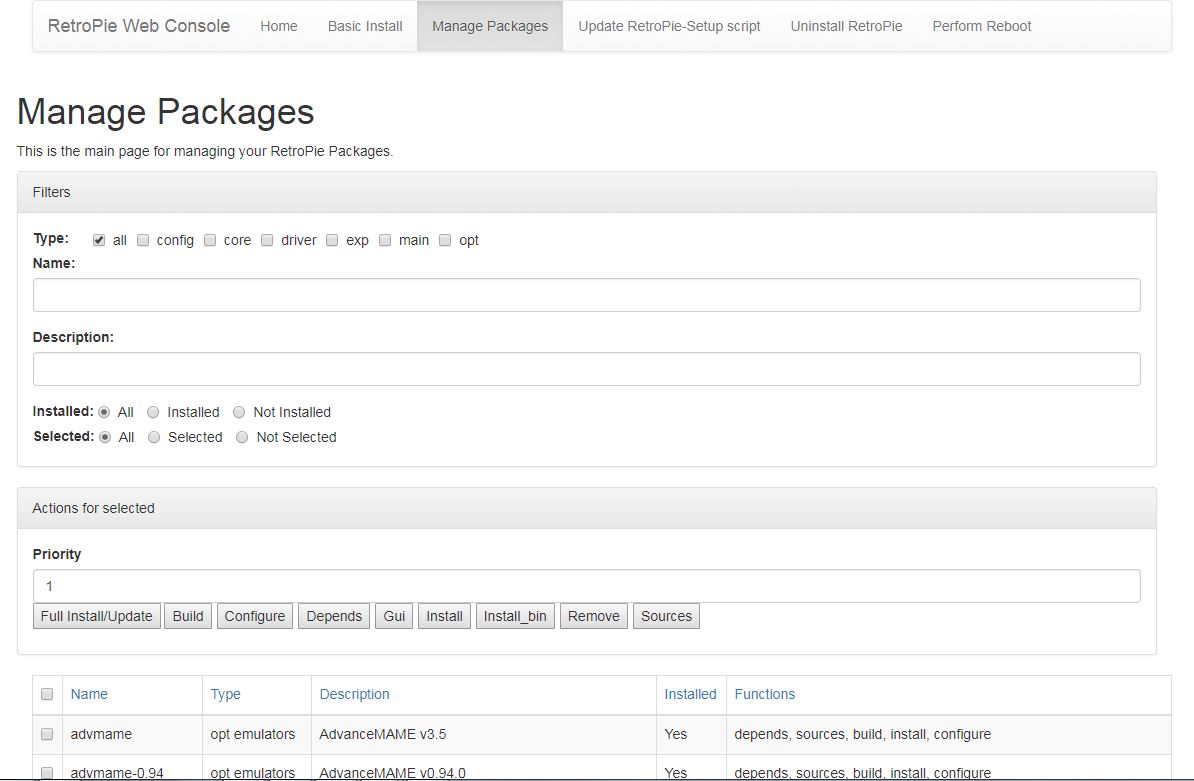 RetroPie Web Console Home Basic Install Manage Packages Update RetroPie-Setup script Uninstall RetroPie Perform Reboot
Manage Packages
This is the main page for managing your RetroPie Packages.
Filters
Type: all config core driver exp main opt
Name:
Description:
Installed: All Installed Not Installed
Selected: All Selected Not Selected
Actions for selected
Priority
1
Full Install/Update Build Configure Depends Gui Install Install_bin Remove Sources
Name Type Description Installed Functions
advmame opt emulators AdvanceMAME v3.5 Yes depends, sources, build, install, configure
advmame-0.94 opt emulators AdvanceMAME v0.94.0 Yes depends, sources, build, install, configure